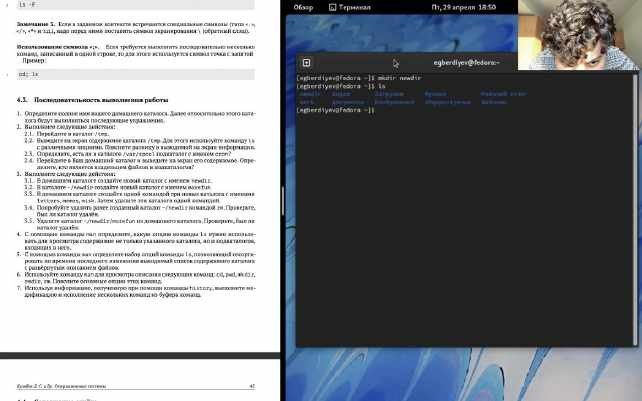 ls -F
Замечание 3. Если в заданном контексте встречаются специальные символы (типа «.»,
«/», «*» и т.д.), надо перед ними поставить символ экранирования \ (обратный слэш).
Использование символа «;». Если требуется выполнить последовательно несколько
команд, записанный в одной строке, то для этого используется символ точка с запятой
Пример:
cd; ls
4.3. Последовательность выполнения работы
1. Определите полное имя вашего домашнего каталога. Далее относительно этого ката-
лога будут выполняться последующие упражнения.
2. Выполните следующие действия:
2.1. Перейдите в каталог /tmp.
2.2. Выведите на экран содержимое каталога /tmp. Для этого используйте команду ls
с различными опциями. Поясните разницу в выводимой на экран информации.
2.3. Определите, есть ли в каталоге /var/spool подкаталог с именем cron?
2.4. Перейдите в Ваш домашний каталог и выведите на экран его содержимое. Опре-
делите, кто является владельцем файлов и подкаталогов?
3. Выполните следующие действия:
3.1. В домашнем каталоге создайте новый каталог с именем newdir.
3.2. В каталоге ~/newdir создайте новый каталог с именем morefun.
3.3. В домашнем каталоге создайте одной командой три новых каталога с именами
letters, memos, misk. Затем удалите эти каталоги одной командой.
3.4. Попробуйте удалить ранее созданный каталог ~/newdir командой rm. Проверьте,
был ли каталог удалён.
3.5. Удалите каталог ~/newdir/morefun из домашнего каталога. Проверьте, был ли
каталог удалён.
4. С помощью команды man определите, какую опцию команды ls нужно использо-
вать для просмотра содержимое не только указанного каталога, но и подкаталогов,
входящих в него.
5. С помощью команды man определите набор опций команды ls, позволяющий отсорти-
ровать по времени последнего изменения выводимый список содержимого каталога
с развёрнутым описанием файлов.
6. Используйте команду man для просмотра описания следующих команд: cd, pwd, mkdir,
rmdir, rm. Поясните основные опции этих команд.
7. Используя информацию, полученную при помощи команды history, выполните мо-
дификацию и исполнение нескольких команд из буфера команд.
45
Обзор Терминал Пт, 29 апреля 18:50
egberdiyev@fedora:~
[egberdiyev@fedora ~]$ mkdir newdir
[egberdiyev@fedora ~]$ ls
newdir Видео Загрузки Музыка
work Документы Изображения Общедоступные Шаблоны
[egberdiyev@fedora ~]$